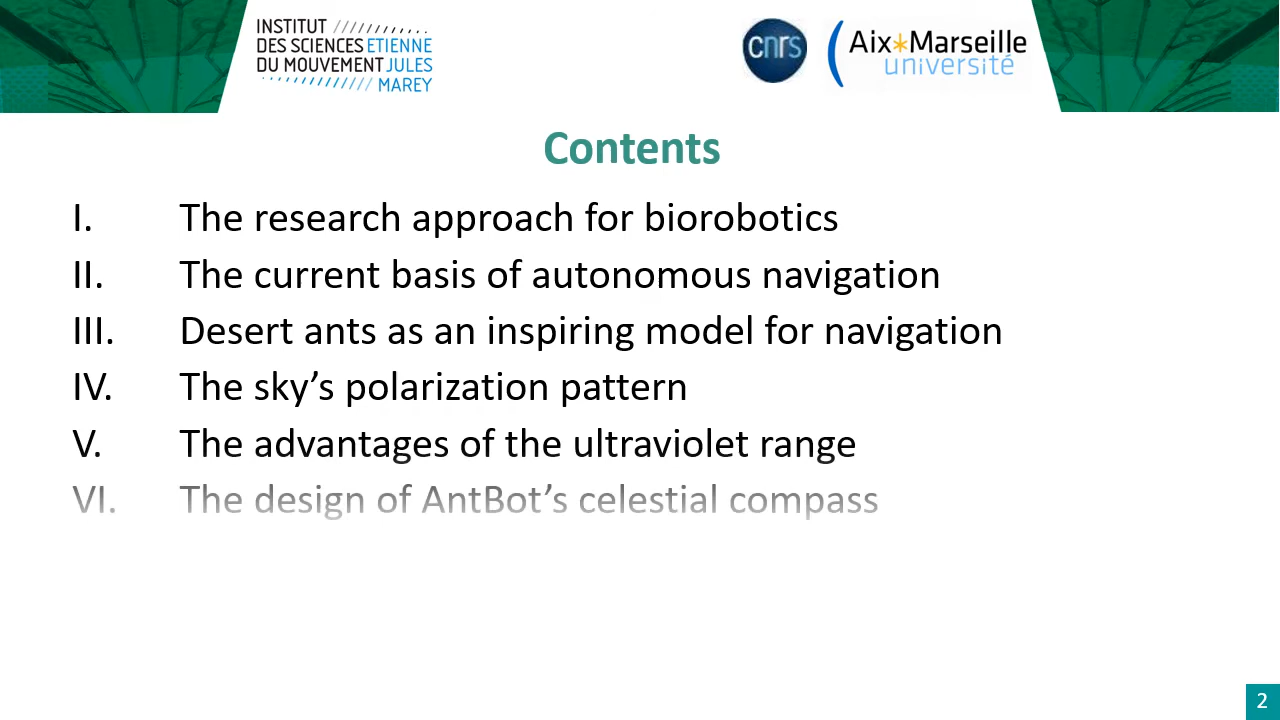 INSTITUT
DES SCIENCES ETIENNE
DU MOUVEMENT JULES
MAREY
cnrs
Aix*Marseille
université
Contents
I. The research approach for biorobotics
II. The current basis of autonomous navigation
III. Desert ants as an inspiring model for navigation
IV. The sky’s polarization pattern
V. The advantages of the ultraviolet range
VI. The design of AntBot’s celestial compass
2